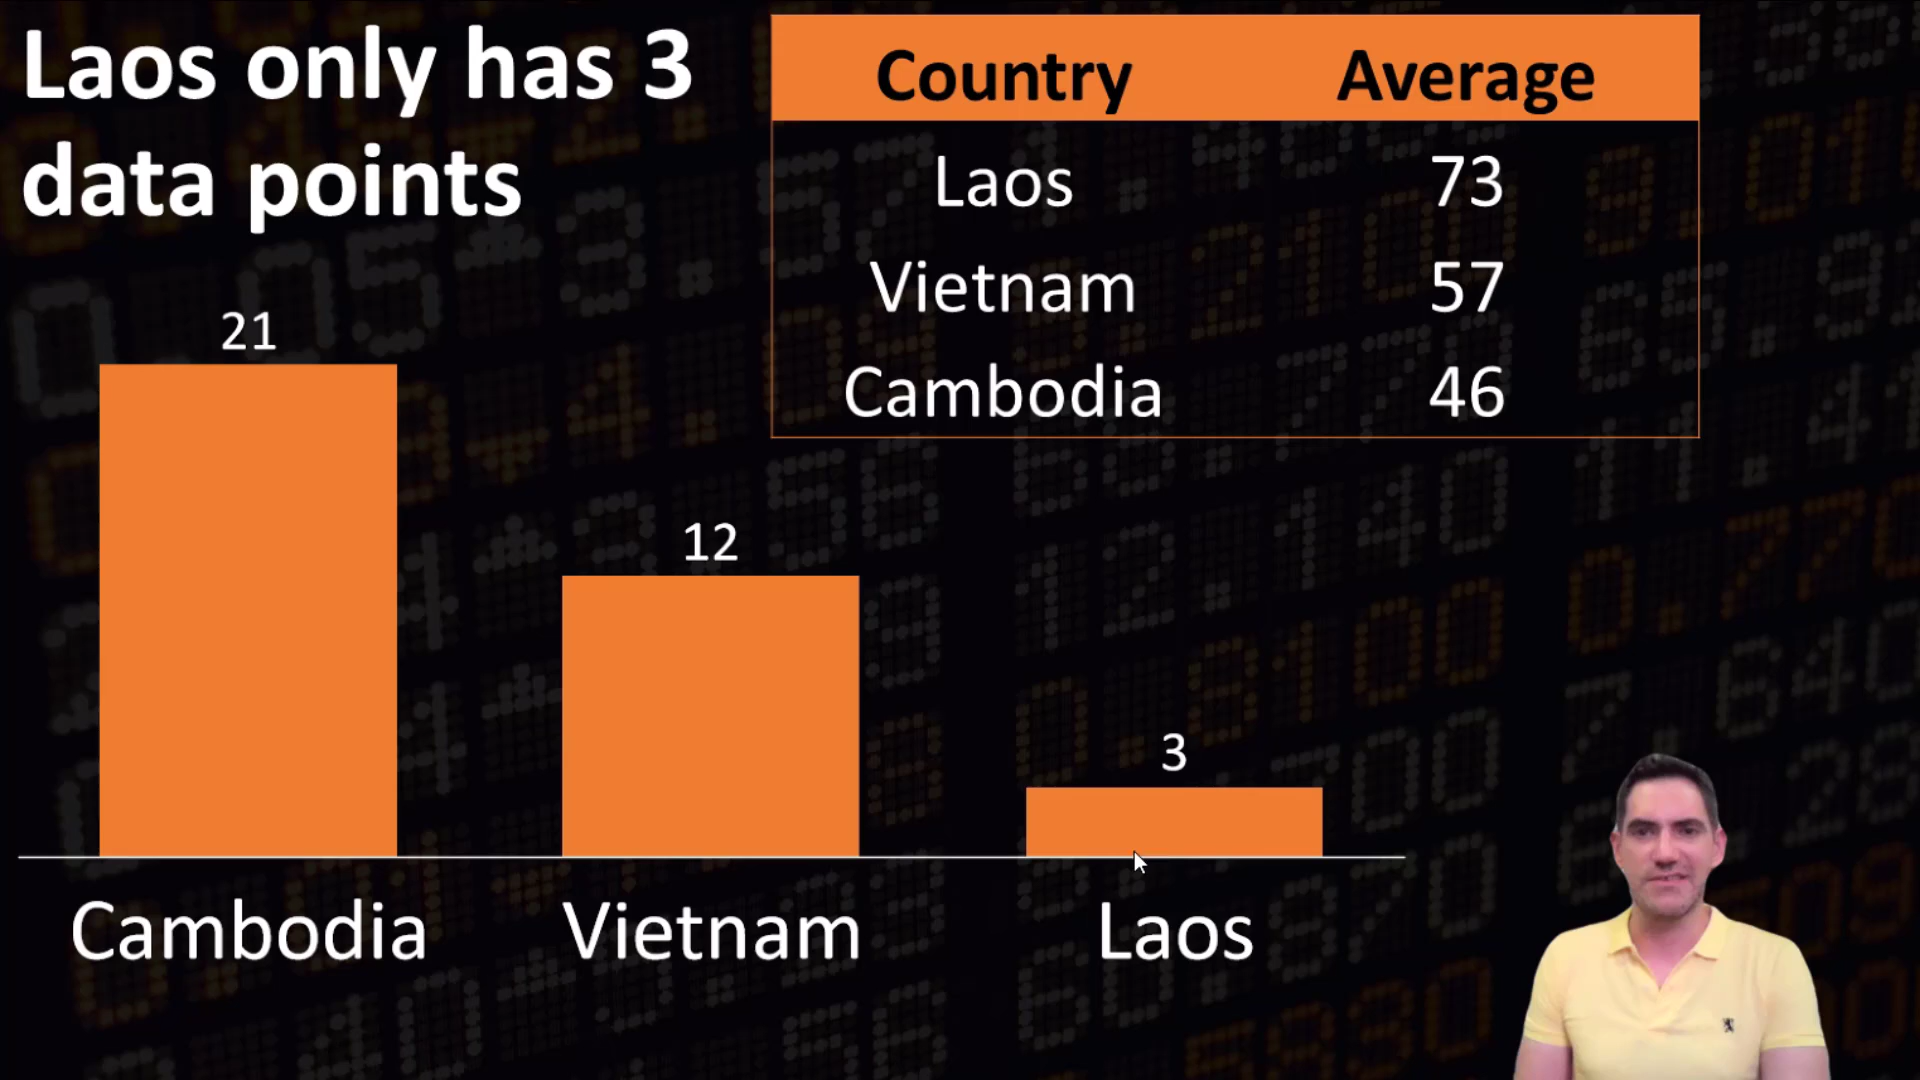 Laos only has 3
data points
Country Average
Laos 73
Vietnam 57
Cambodia 46
21
12
3
Cambodia Vietnam Laos